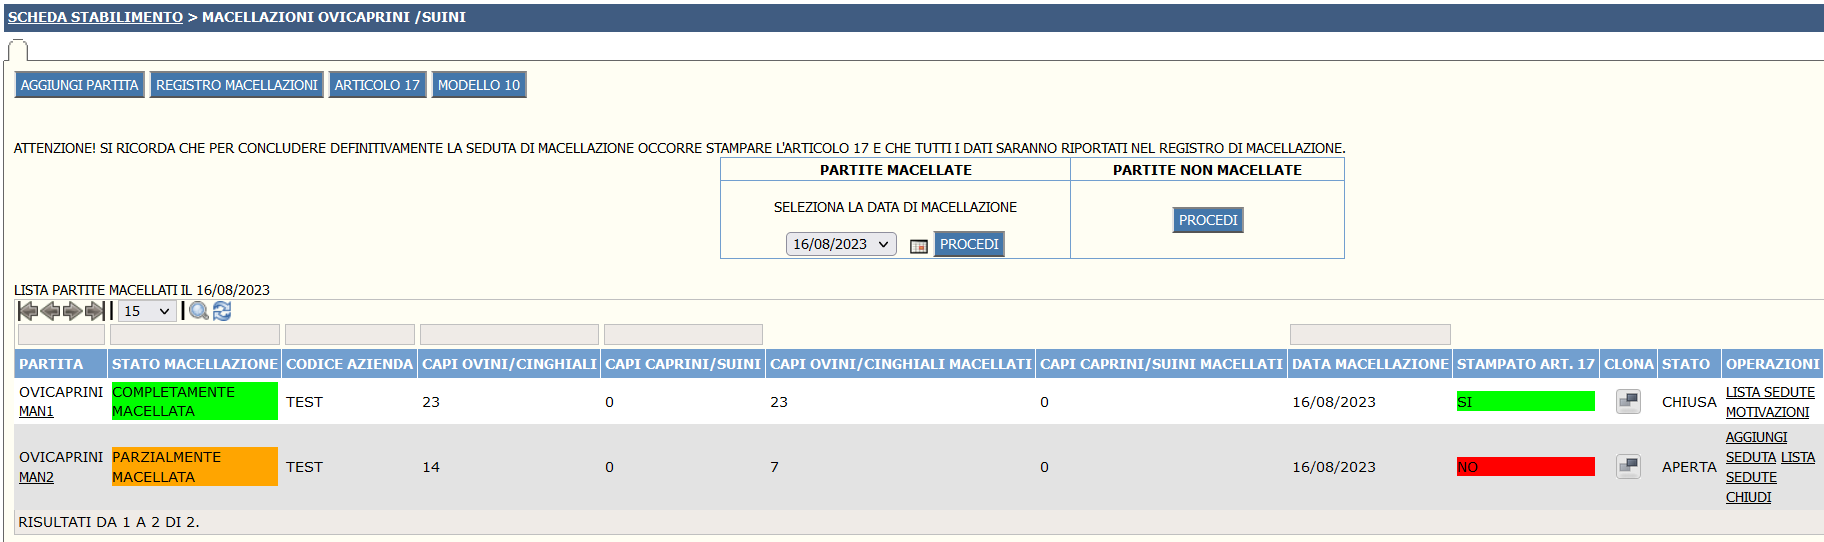 SCHEDA STABILIMENTO > MACELLAZIONI OVICAPRINI /SUINI
AGGIUNGI PARTITA REGISTRO MACELLAZIONI ARTICOLO 17 MODELLO 10
ATTENZIONE! SI RICORDA CHE PER CONCLUDERE DEFINITIVAMENTE LA SEDUTA DI MACELLAZIONE OCCORRE STAMPARE L'ARTICOLO 17 E CHE TUTTI I DATI SARANNO RIPORTATI NEL REGISTRO DI MACELLAZIONE.
PARTITE MACELLATE PARTITE NON MACELLATE
SELEZIONA LA DATA DI MACELLAZIONE
PROCEDI
16/08/2023 PROCEDI
LISTA PARTITE MACELLATI IL 16/08/2023
15
PARTITA STATO MACELLAZIONE CODICE AZIENDA CAPI OVINI/CINGHIALI CAPI CAPRINI/SUINI CAPI OVINI/CINGHIALI MACELLATI CAPI CAPRINI/SUINI MACELLATI DATA MACELLAZIONE STAMPATO ART. 17 CLONA STATO OPERAZIONI
OVICAPRINI COMPLETAMENTE LISTA SEDUTE
TEST 23 0 23 0 16/08/2023 SI CHIUSA
MAN1 MACELLATA MOTIVAZIONI
AGGIUNGI
OVICAPRINI PARZIALMENTE SEDUTA LISTA
TEST 14 0 7 0 16/08/2023 NO APERTA
MAN2 MACELLATA SEDUTE
CHIUDI
RISULTATI DA 1 A 2 DI 2.